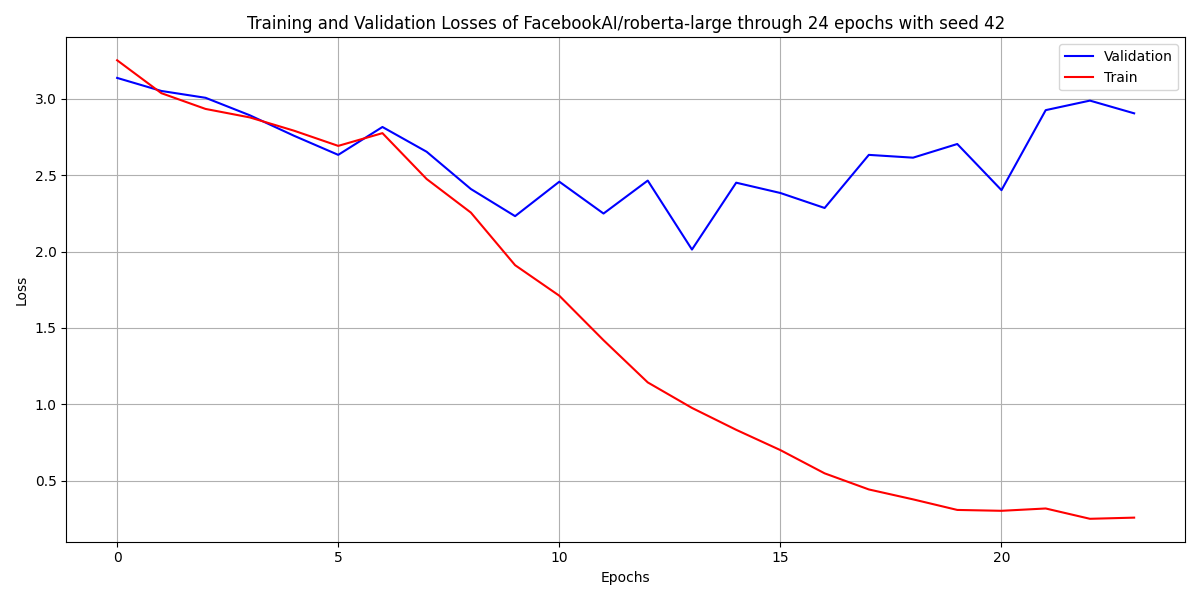 Training and Validation Losses of FacebookAI/roberta-large through 24 epochs with seed 42
Validation
Train
3.0
2.5
2.0
1.5
1.0
0.5
Loss
0 5 10 15 20
Epochs